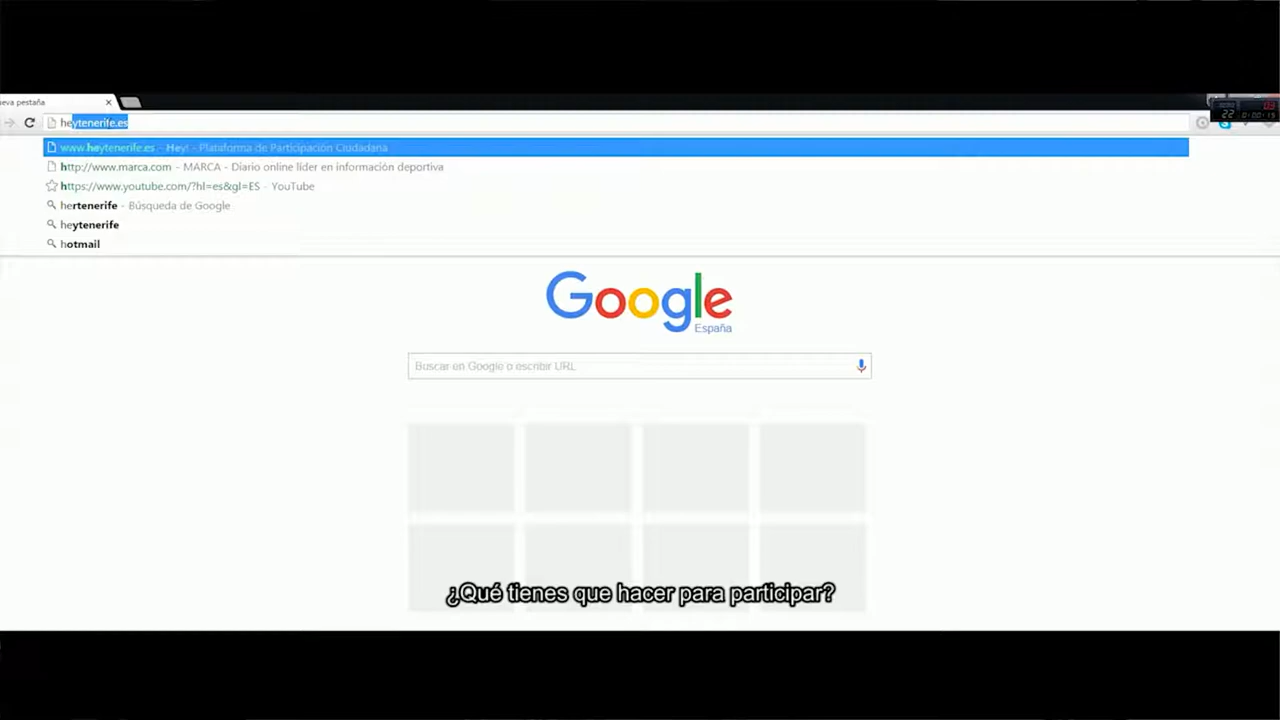 eva pestaña
heytenerife.es
www.heytenerife.es - Hey! - Plataforma de Participación Ciudadana
http://www.marca.com - MARCA - Diario online líder en información deportiva
https://www.youtube.com/?hl=es&gl=ES - YouTube
hertenerife - Búsqueda de Google
heytenerife
hotmail
Google
España
Buscar en Google o escribir URL
¿Qué tienes que hacer para participar?